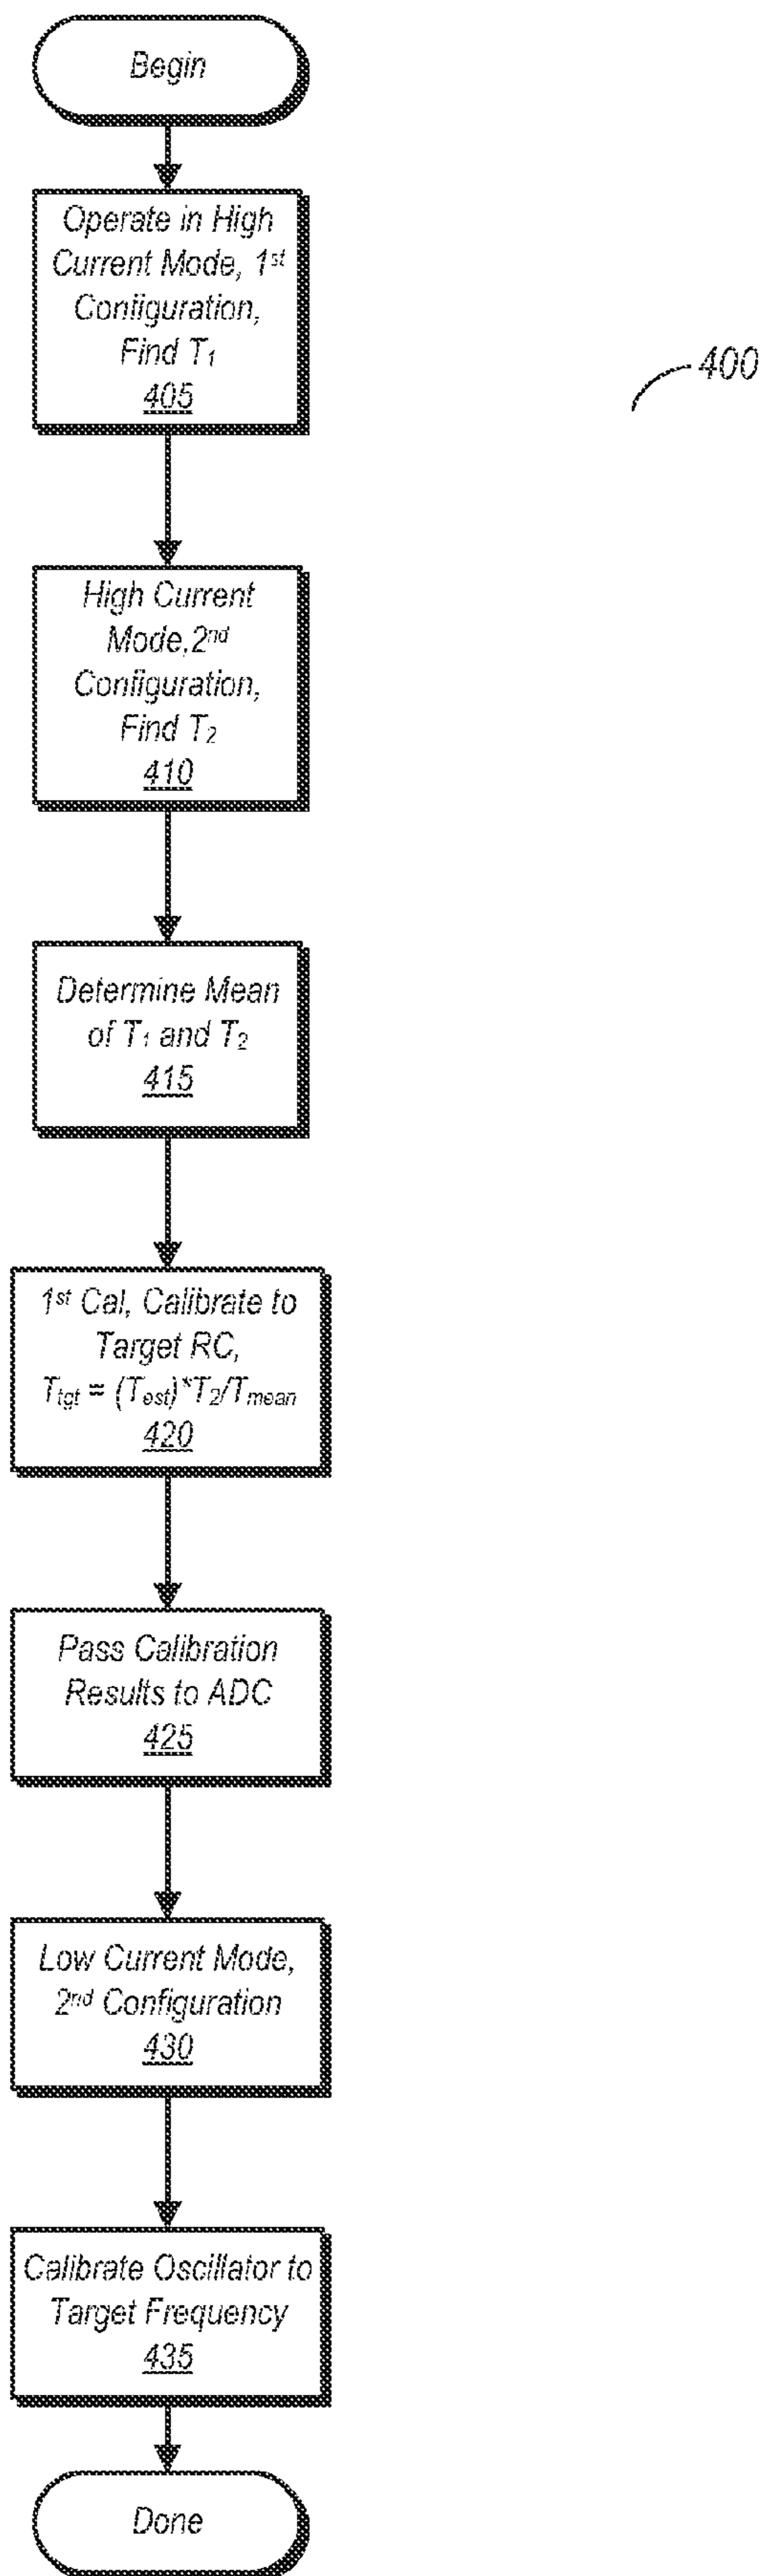 Begin
Operate in High
Current Mode, 1st
Configuration,
Find T1
405
400
High Current
Mode,2nd
Configuration,
Find T2
410
Determine Mean
of T1 and T2
415
1st Cal, Calibrate to
Target RC,
Ttgt = (Test)*T2/Tmean
420
Pass Calibration
Results to ADC
425
Low Current Mode,
2nd Configuration
430
Calibrate Oscillator to
Target Frequency
435
Done